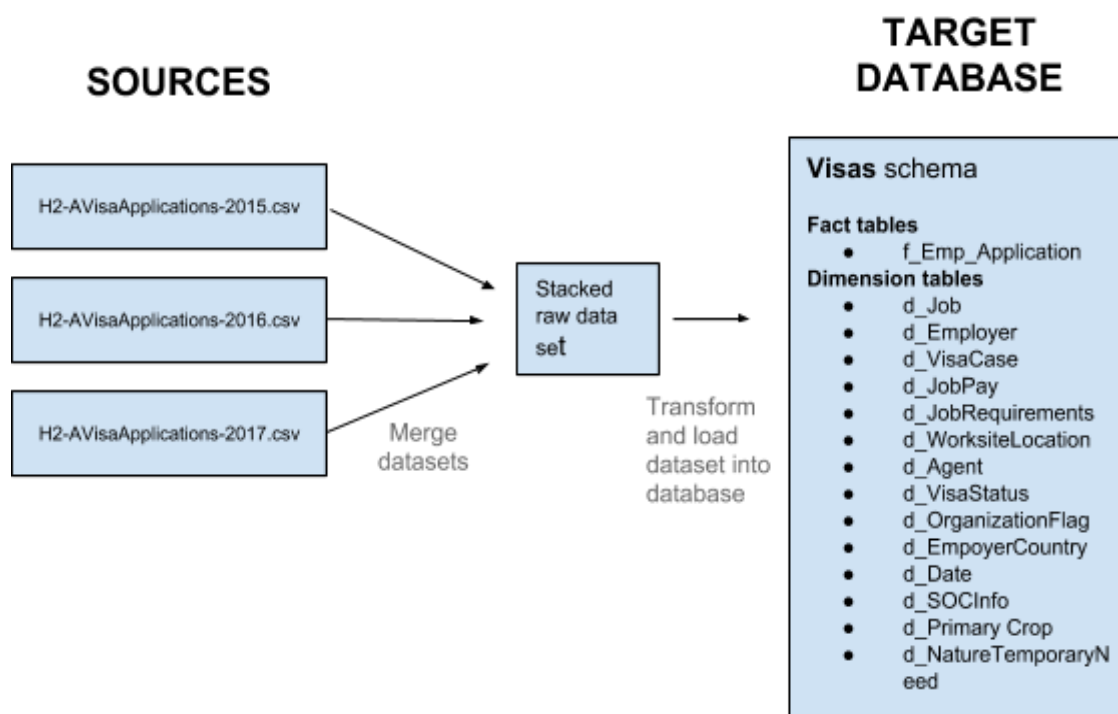 SOURCES
H2-AVisaApplications-2015.csv
H2-AVisaApplications-2016.csv
H2-AVisaApplications-2017.csv
Merge
datasets
Stacked
raw data
set
Transform
and load
dataset into
database
TARGET
DATABASE
Visas schema
Fact tables
● f_Emp_Application
Dimension tables
● d_Job
● d_Employer
● d_VisaCase
● d_JobPay
● d_JobRequirements
● d_WorksiteLocation
● d_Agent
● d_VisaStatus
● d_OrganizationFlag
● d_EmpoyerCountry
● d_Date
● d_SOCInfo
● d_Primary Crop
● d_NatureTemporaryN
eed